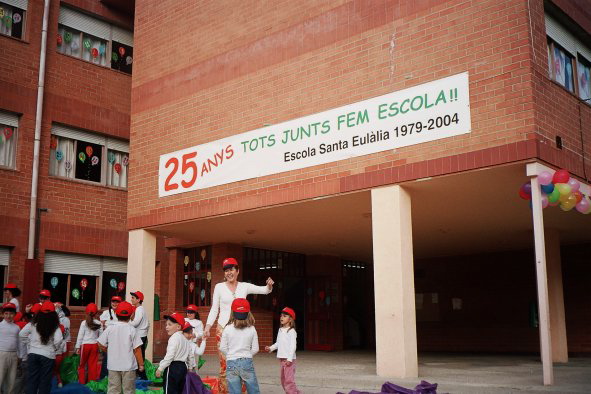 25 ANYS TOTS JUNTS FEM ESCOLA!!
Escola Santa Eulàlia 1979-2004